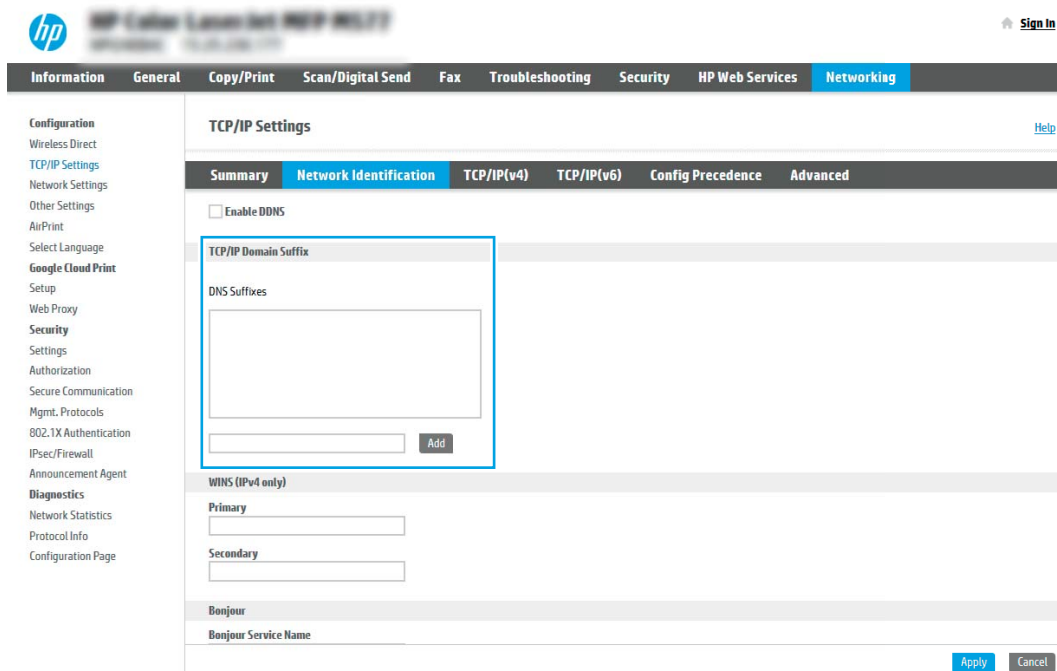 hp
Sign In
Information General Copy/Print Scan/Digital Send Fax Troubleshooting Security HP Web Services Networking
Configuration
Wireless Direct
TCP/IP Settings
Network Settings
Other Settings
AirPrint
Select Language
Google Cloud Print
Setup
Web Proxy
Security
Settings
Authorization
Secure Communication
Mgmt. Protocols
802.1X Authentication
IPsec/Firewall
Announcement Agent
Diagnostics
Network Statistics
Protocol Info
Configuration Page
TCP/IP Settings
Help
Summary Network Identification TCP/IP(v4) TCP/IP(v6) Config Precedence Advanced
Enable DDNS
TCP/IP Domain Suffix
DNS Suffixes
Add
WINS (IPv4 only)
Primary
Secondary
Bonjour
Bonjour Service Name
Apply Cancel